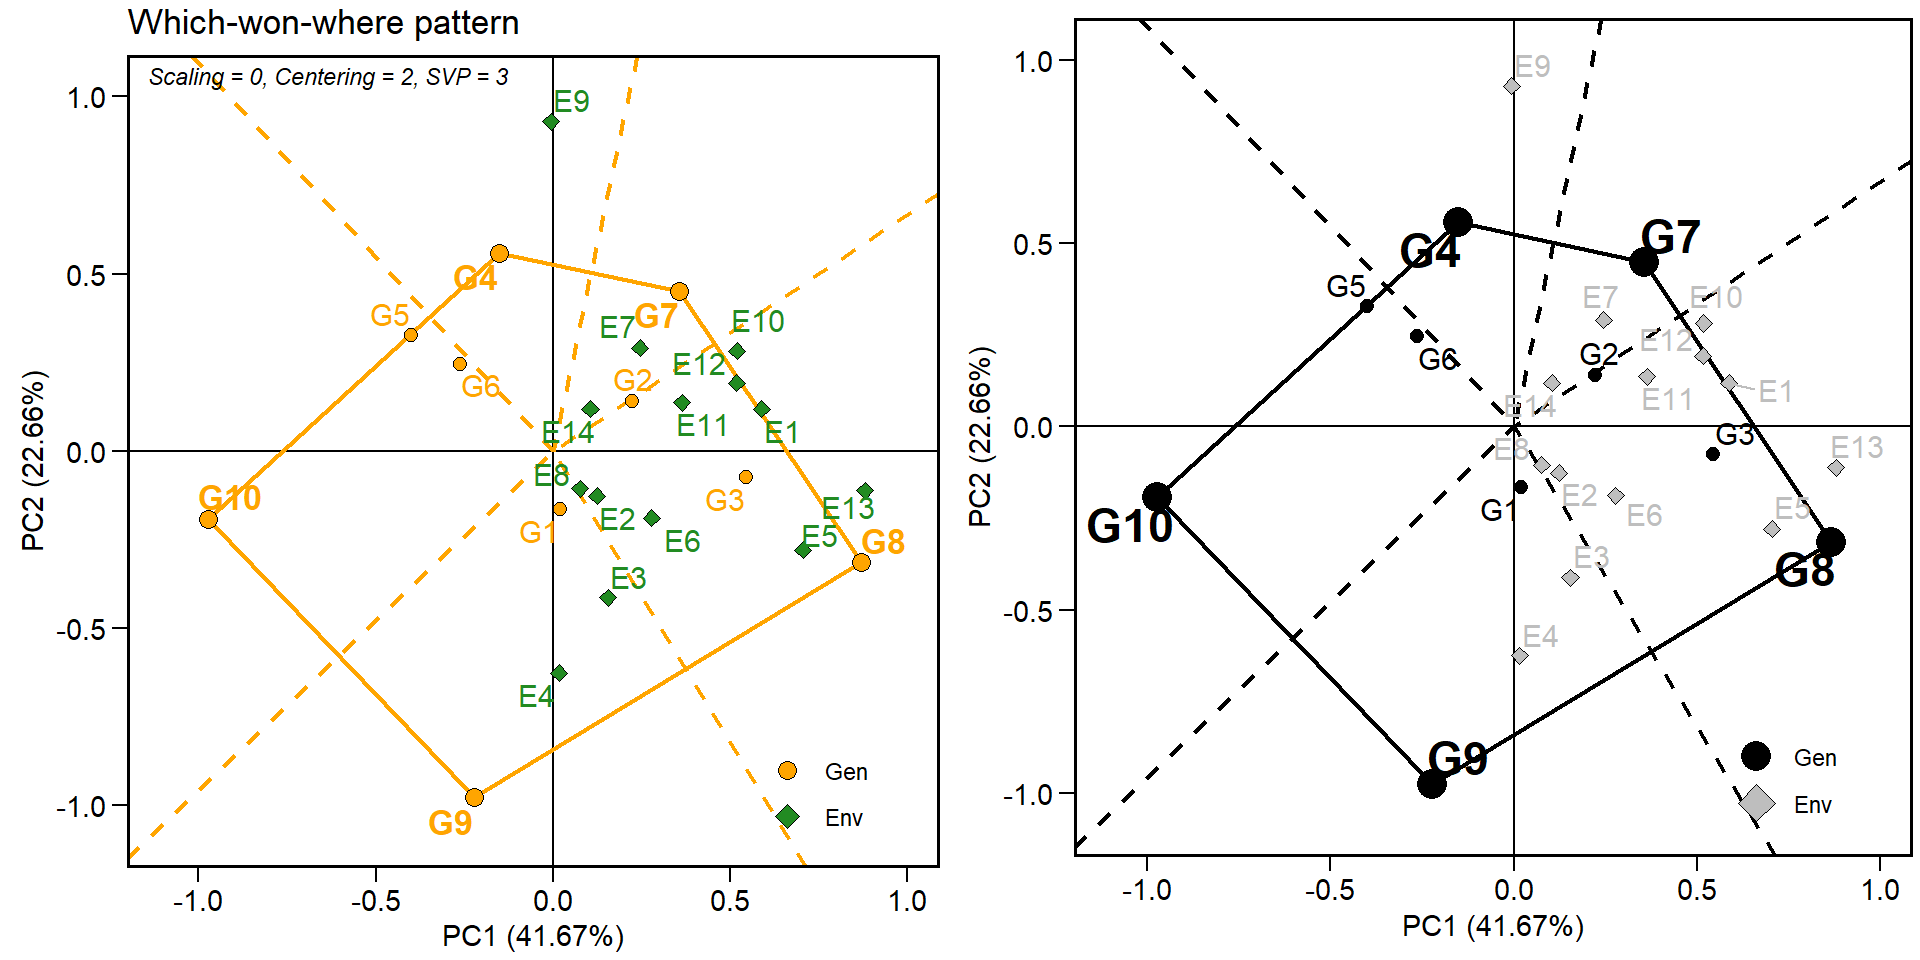 Which-won-where pattern
Scaling = 0, Centering = 2, SVP = 3
1.0
0.5
0.0
-0.5
-1.0
PC2 (22.66%)
E9
G4
G5
G6
G7
E7
E10
E12
G2
E14
E11
E1
G10
E8
G1
E2
E6
G3
E13
E5
G8
E3
E4
G9
Gen
Env
-1.0
-0.5
0.0
0.5
1.0
PC1 (41.67%)
1.0
0.5
0.0
-0.5
-1.0
PC2 (22.66%)
E9
G4
G7
G5
G6
E7
E10
E12
G2
E14
E11
E1
G3
E8
E13
G10
G1
E2
E6
E5
G8
E3
E4
G9
Gen
Env
-1.0
-0.5
0.0
0.5
1.0
PC1 (41.67%)